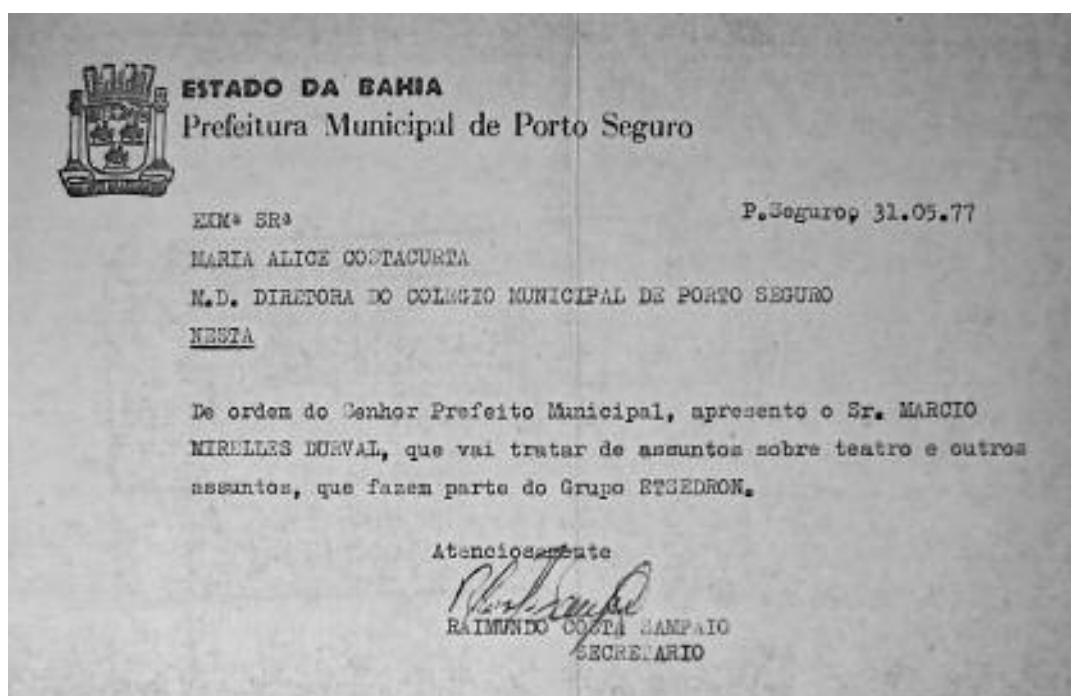 ESTADO DA BAHIA
Prefeitura Municipal de Porto Seguro
P.Seguro, 31.05.77
EXMª SRª
MARIA ALICE COSTACURTA
M.D. DIRETORA DO COLEGIO MUNICIPAL DE PORTO SEGURO
NESTA
De ordem do Senhor Prefeito Municipal, apresento o Sr. MARCIO
MIRELLES DURVAL, que vai tratar de assuntos sobre teatro e outros
assuntos, que fazem parte do Grupo ETSEDRON.
Atenciosamente
RAIMUNDO COSTA SAMPAIO
SECRETARIO